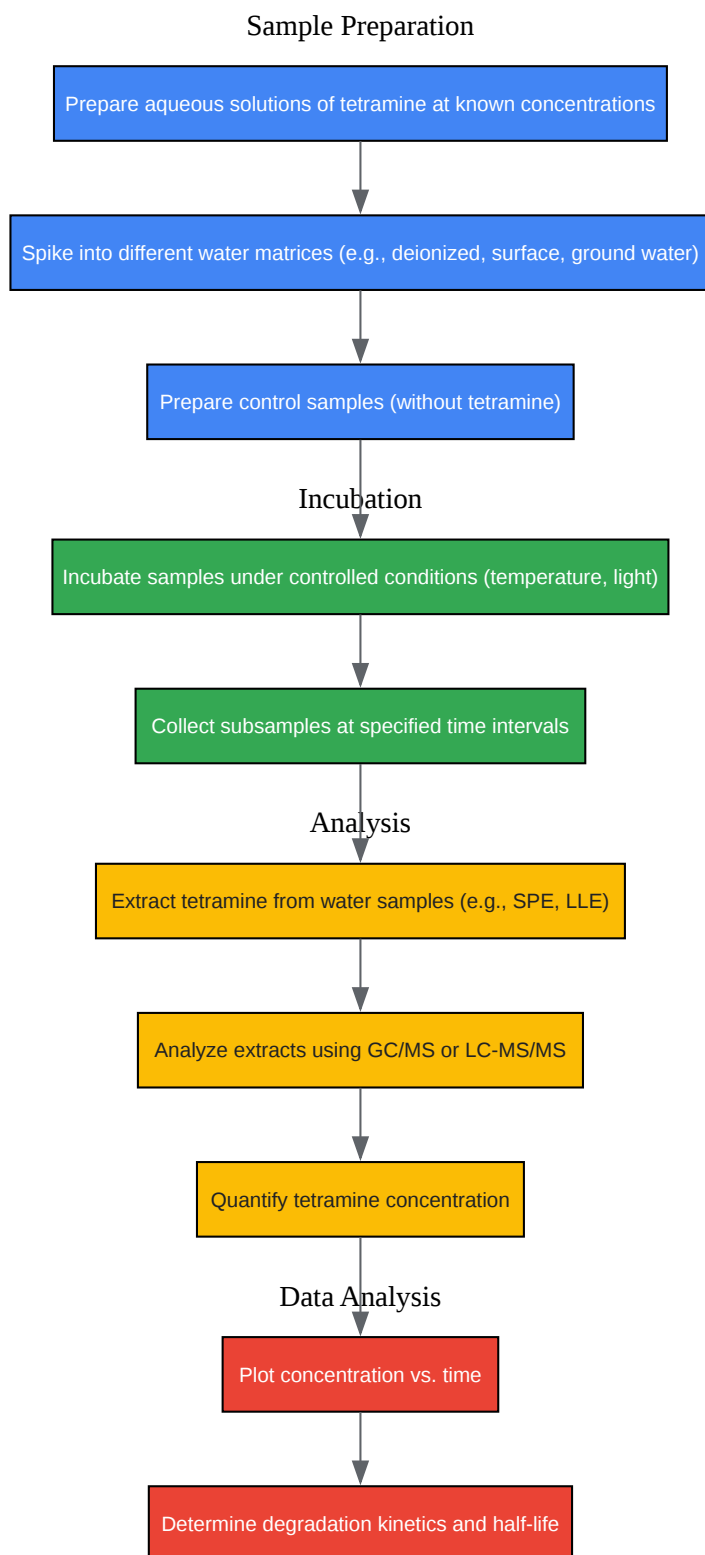 Sample Preparation
Prepare aqueous solutions of tetramine at known concentrations
Spike into different water matrices (e.g., deionized, surface, ground water)
Prepare control samples (without tetramine)
Incubation
Incubate samples under controlled conditions (temperature, light)
Collect subsamples at specified time intervals
Analysis
Extract tetramine from water samples (e.g., SPE, LLE)
Analyze extracts using GC/MS or LC-MS/MS
Quantify tetramine concentration
Data Analysis
Plot concentration vs. time
Determine degradation kinetics and half-life